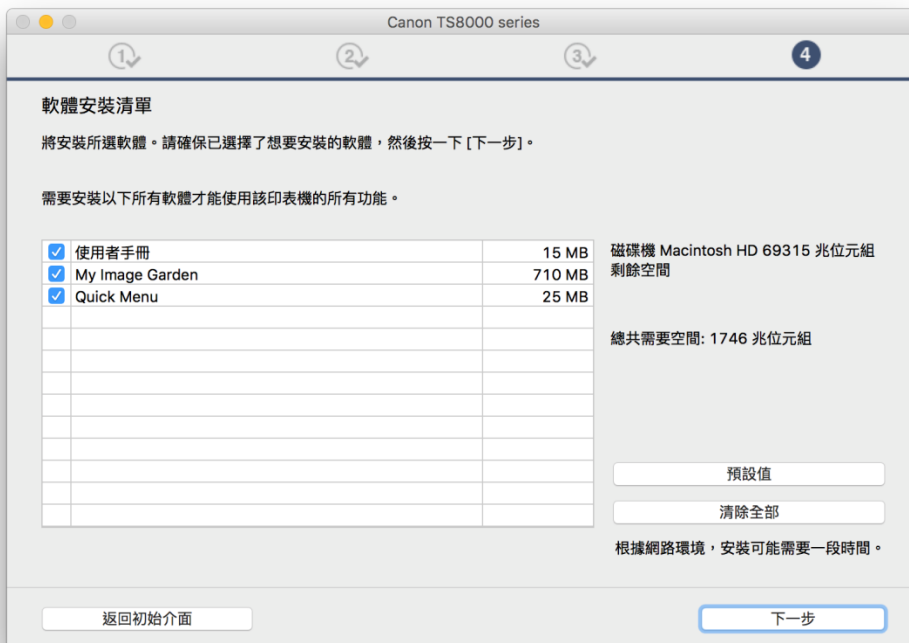 Canon TS8000 series
1
2
3
4
軟體安裝清單
將安裝所選軟體。請確保已選擇了想要安裝的軟體，然後按一下 [下一步]。
需要安裝以下所有軟體才能使用該印表機的所有功能。
使用者手冊 15 MB
My Image Garden 710 MB
Quick Menu 25 MB
磁碟機 Macintosh HD 69315 兆位元組
剩餘空間
總共需要空間: 1746 兆位元組
預設值
清除全部
根據網路環境，安裝可能需要一段時間。
返回初始介面
下一步